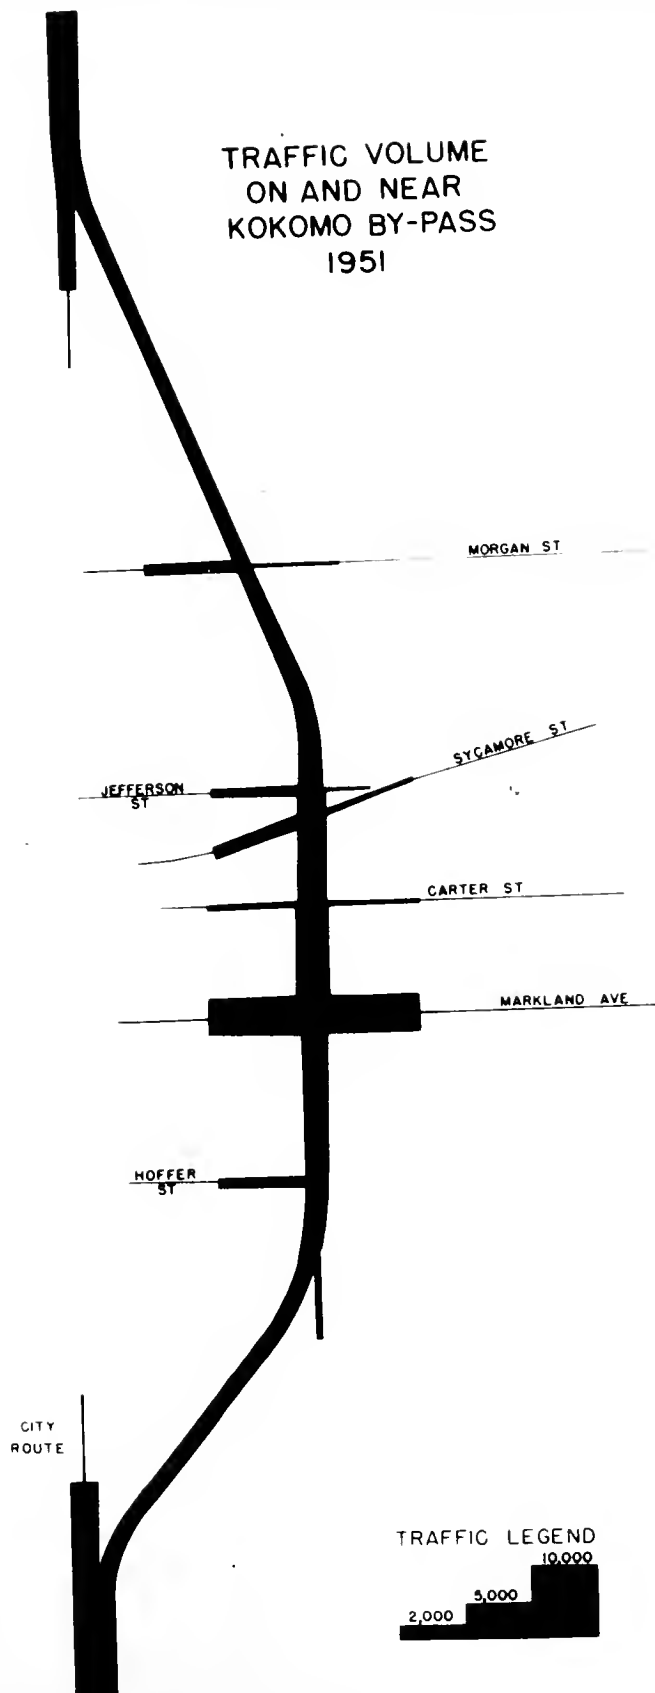 TRAFFIC VOLUME
ON AND NEAR
KOKOMO BY-PASS
1951
MORGAN ST
SYCAMORE ST
JEFFERSON
ST
CARTER ST
MARKLAND AVE
HOFFER
ST
CITY
ROUTE
TRAFFIC LEGEND
10,000
5,000
2,000